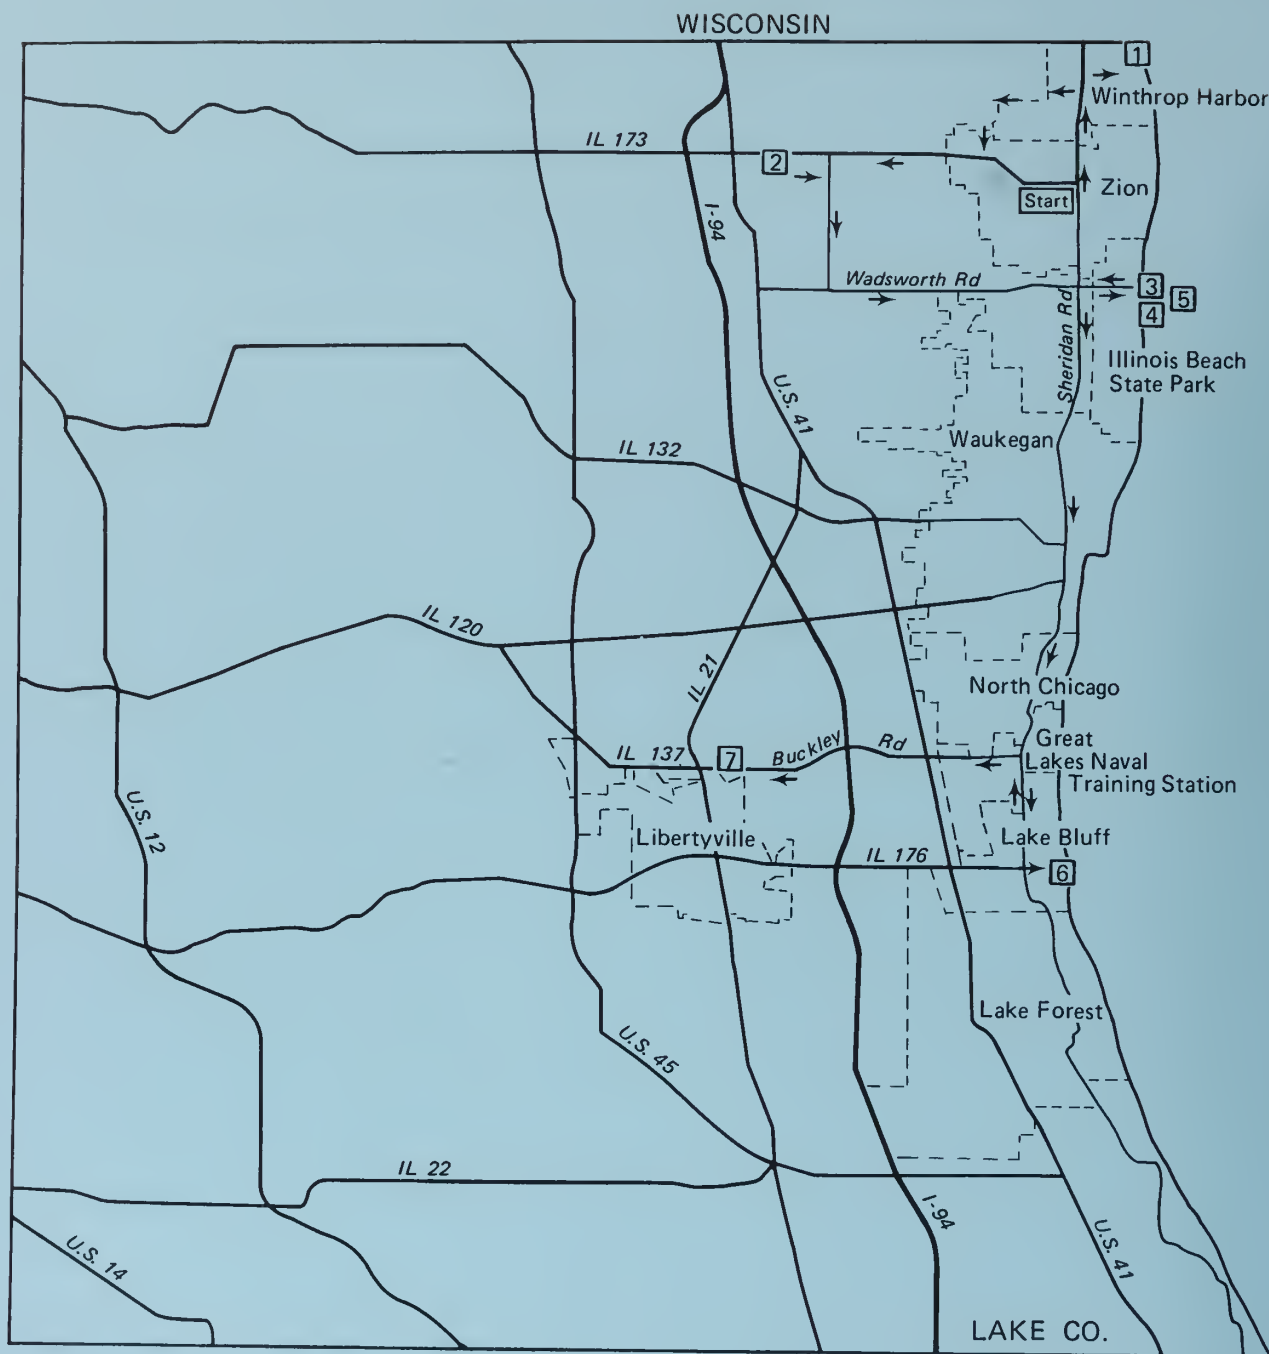 WISCONSIN
1
Winthrop Harbor
IL 173
2
Start
Zion
I-94
Wadsworth Rd
3
5
4
Sheridan Rd
Illinois Beach
State Park
U.S. 41
Waukegan
IL 132
IL 120
IL 21
North Chicago
IL 137
7
Buckley Rd
Great
Lakes Naval
Training Station
U.S. 12
Libertyville
Lake Bluff
IL 176
6
Lake Forest
U.S. 45
IL 22
I-94
U.S. 41
U.S. 14
LAKE CO.